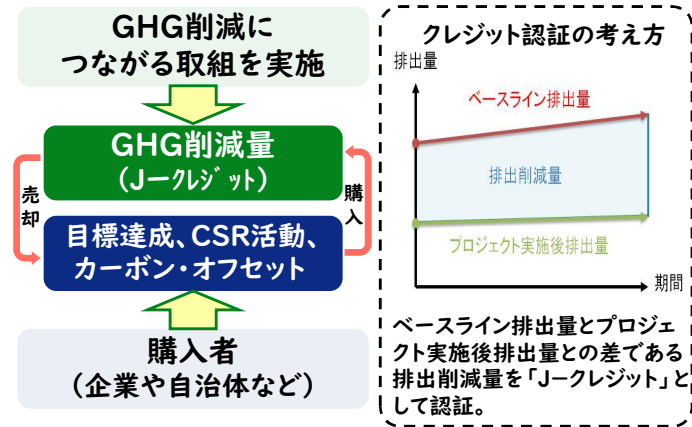 GHG削減に
つながる取組を実施
GHG削減量
(Jークレジット)
売却
購入
目標達成、CSR活動、
カーボン・オフセット
購入者
(企業や自治体など)
クレジット認証の考え方
排出量
ベースライン排出量
排出削減量
プロジェクト実施後排出量
期間
ベースライン排出量とプロジェ
クト実施後排出量との差である
排出削減量を「Jークレジット」と
して認証。